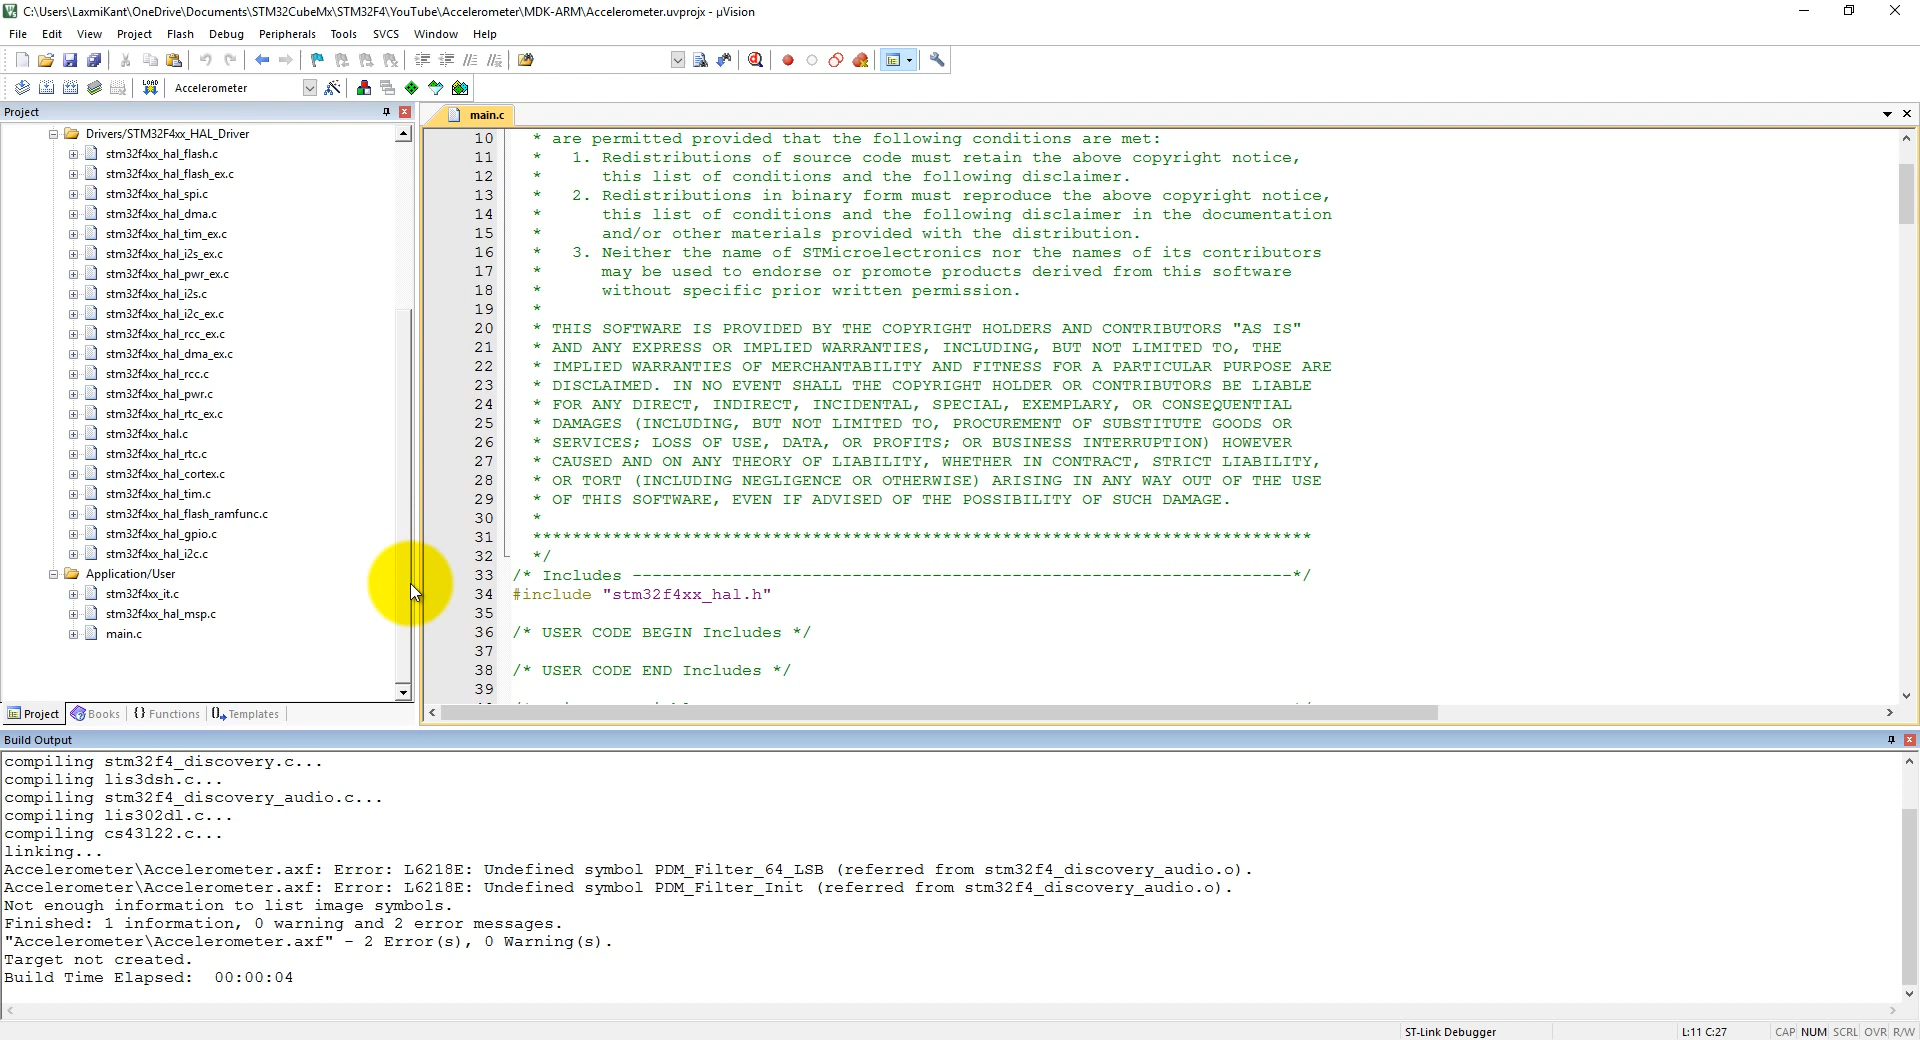 C:\Users\LaxmiKant\OneDrive\Documents\STM32CubeMx\STM32F4\YouTube\Accelerometer\MDK-ARM\Accelerometer.uvprojx - µVision
File Edit View Project Flash Debug Peripherals Tools SVCS Window Help
LOAD Accelerometer
Project
main.c
Drivers/STM32F4xx_HAL_Driver
stm32f4xx_hal_flash.c
stm32f4xx_hal_flash_ex.c
stm32f4xx_hal_spi.c
stm32f4xx_hal_dma.c
stm32f4xx_hal_tim_ex.c
stm32f4xx_hal_i2s_ex.c
stm32f4xx_hal_pwr_ex.c
stm32f4xx_hal_i2s.c
stm32f4xx_hal_i2c_ex.c
stm32f4xx_hal_rcc_ex.c
stm32f4xx_hal_dma_ex.c
stm32f4xx_hal_rcc.c
stm32f4xx_hal_pwr.c
stm32f4xx_hal_rtc_ex.c
stm32f4xx_hal.c
stm32f4xx_hal_rtc.c
stm32f4xx_hal_cortex.c
stm32f4xx_hal_tim.c
stm32f4xx_hal_flash_ramfunc.c
stm32f4xx_hal_gpio.c
stm32f4xx_hal_i2c.c
Application/User
stm32f4xx_it.c
stm32f4xx_hal_msp.c
main.c
Project Books {} Functions Templates
10 * are permitted provided that the following conditions are met:
11 * 1. Redistributions of source code must retain the above copyright notice,
12 * this list of conditions and the following disclaimer.
13 * 2. Redistributions in binary form must reproduce the above copyright notice,
14 * this list of conditions and the following disclaimer in the documentation
15 * and/or other materials provided with the distribution.
16 * 3. Neither the name of STMicroelectronics nor the names of its contributors
17 * may be used to endorse or promote products derived from this software
18 * without specific prior written permission.
19 *
20 * THIS SOFTWARE IS PROVIDED BY THE COPYRIGHT HOLDERS AND CONTRIBUTORS "AS IS"
21 * AND ANY EXPRESS OR IMPLIED WARRANTIES, INCLUDING, BUT NOT LIMITED TO, THE
22 * IMPLIED WARRANTIES OF MERCHANTABILITY AND FITNESS FOR A PARTICULAR PURPOSE ARE
23 * DISCLAIMED. IN NO EVENT SHALL THE COPYRIGHT HOLDER OR CONTRIBUTORS BE LIABLE
24 * FOR ANY DIRECT, INDIRECT, INCIDENTAL, SPECIAL, EXEMPLARY, OR CONSEQUENTIAL
25 * DAMAGES (INCLUDING, BUT NOT LIMITED TO, PROCUREMENT OF SUBSTITUTE GOODS OR
26 * SERVICES; LOSS OF USE, DATA, OR PROFITS; OR BUSINESS INTERRUPTION) HOWEVER
27 * CAUSED AND ON ANY THEORY OF LIABILITY, WHETHER IN CONTRACT, STRICT LIABILITY,
28 * OR TORT (INCLUDING NEGLIGENCE OR OTHERWISE) ARISING IN ANY WAY OUT OF THE USE
29 * OF THIS SOFTWARE, EVEN IF ADVISED OF THE POSSIBILITY OF SUCH DAMAGE.
30 *
31 ******************************************************************************
32 */
33 /* Includes ------------------------------------------------------------------*/
34 #include "stm32f4xx_hal.h"
35
36 /* USER CODE BEGIN Includes */
37
38 /* USER CODE END Includes */
39
Build Output
compiling stm32f4_discovery.c...
compiling lis3dsh.c...
compiling stm32f4_discovery_audio.c...
compiling lis302dl.c...
compiling cs43l22.c...
linking...
Accelerometer\Accelerometer.axf: Error: L6218E: Undefined symbol PDM_Filter_64_LSB (referred from stm32f4_discovery_audio.o).
Accelerometer\Accelerometer.axf: Error: L6218E: Undefined symbol PDM_Filter_Init (referred from stm32f4_discovery_audio.o).
Not enough information to list image symbols.
Finished: 1 information, 0 warning and 2 error messages.
"Accelerometer\Accelerometer.axf" - 2 Error(s), 0 Warning(s).
Target not created.
Build Time Elapsed:  00:00:04
ST-Link Debugger L:11 C:27 CAP NUM SCRL OVR R/W